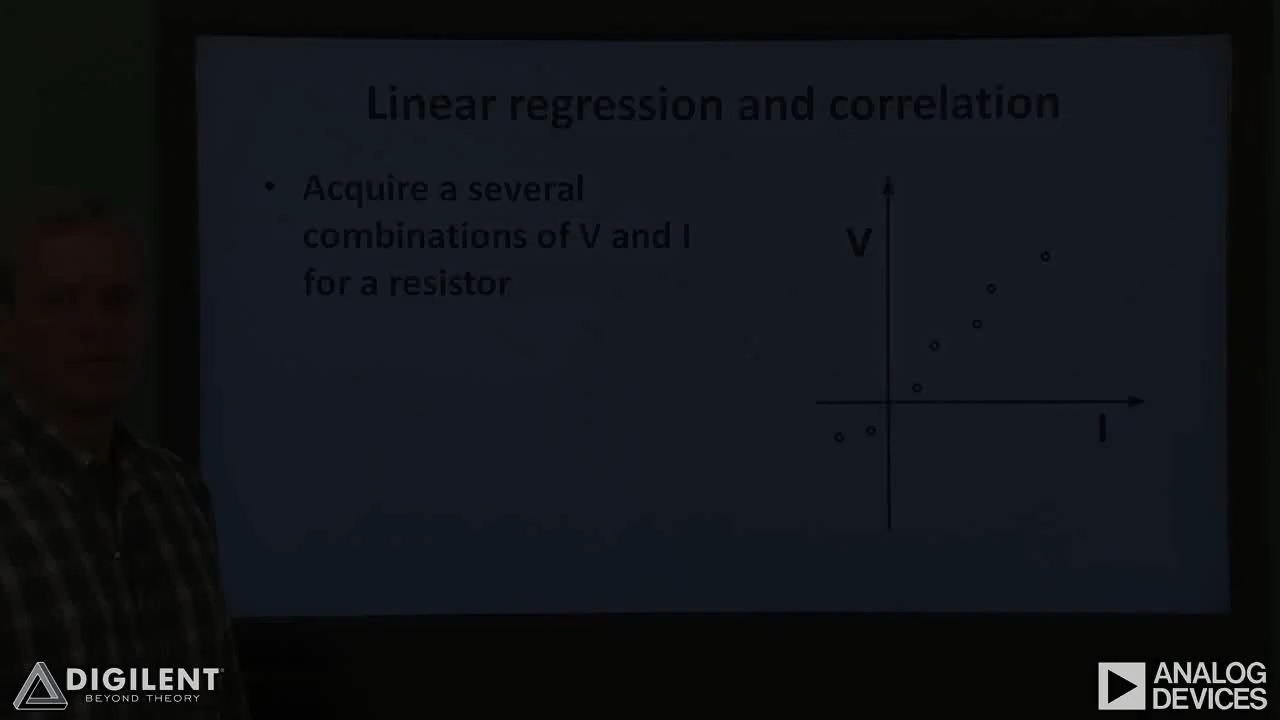 Linear regression and correlation
• Acquire a several
combinations of V and I
for a resistor
V
I
DIGILENT
BEYOND THEORY
ANALOG
DEVICES